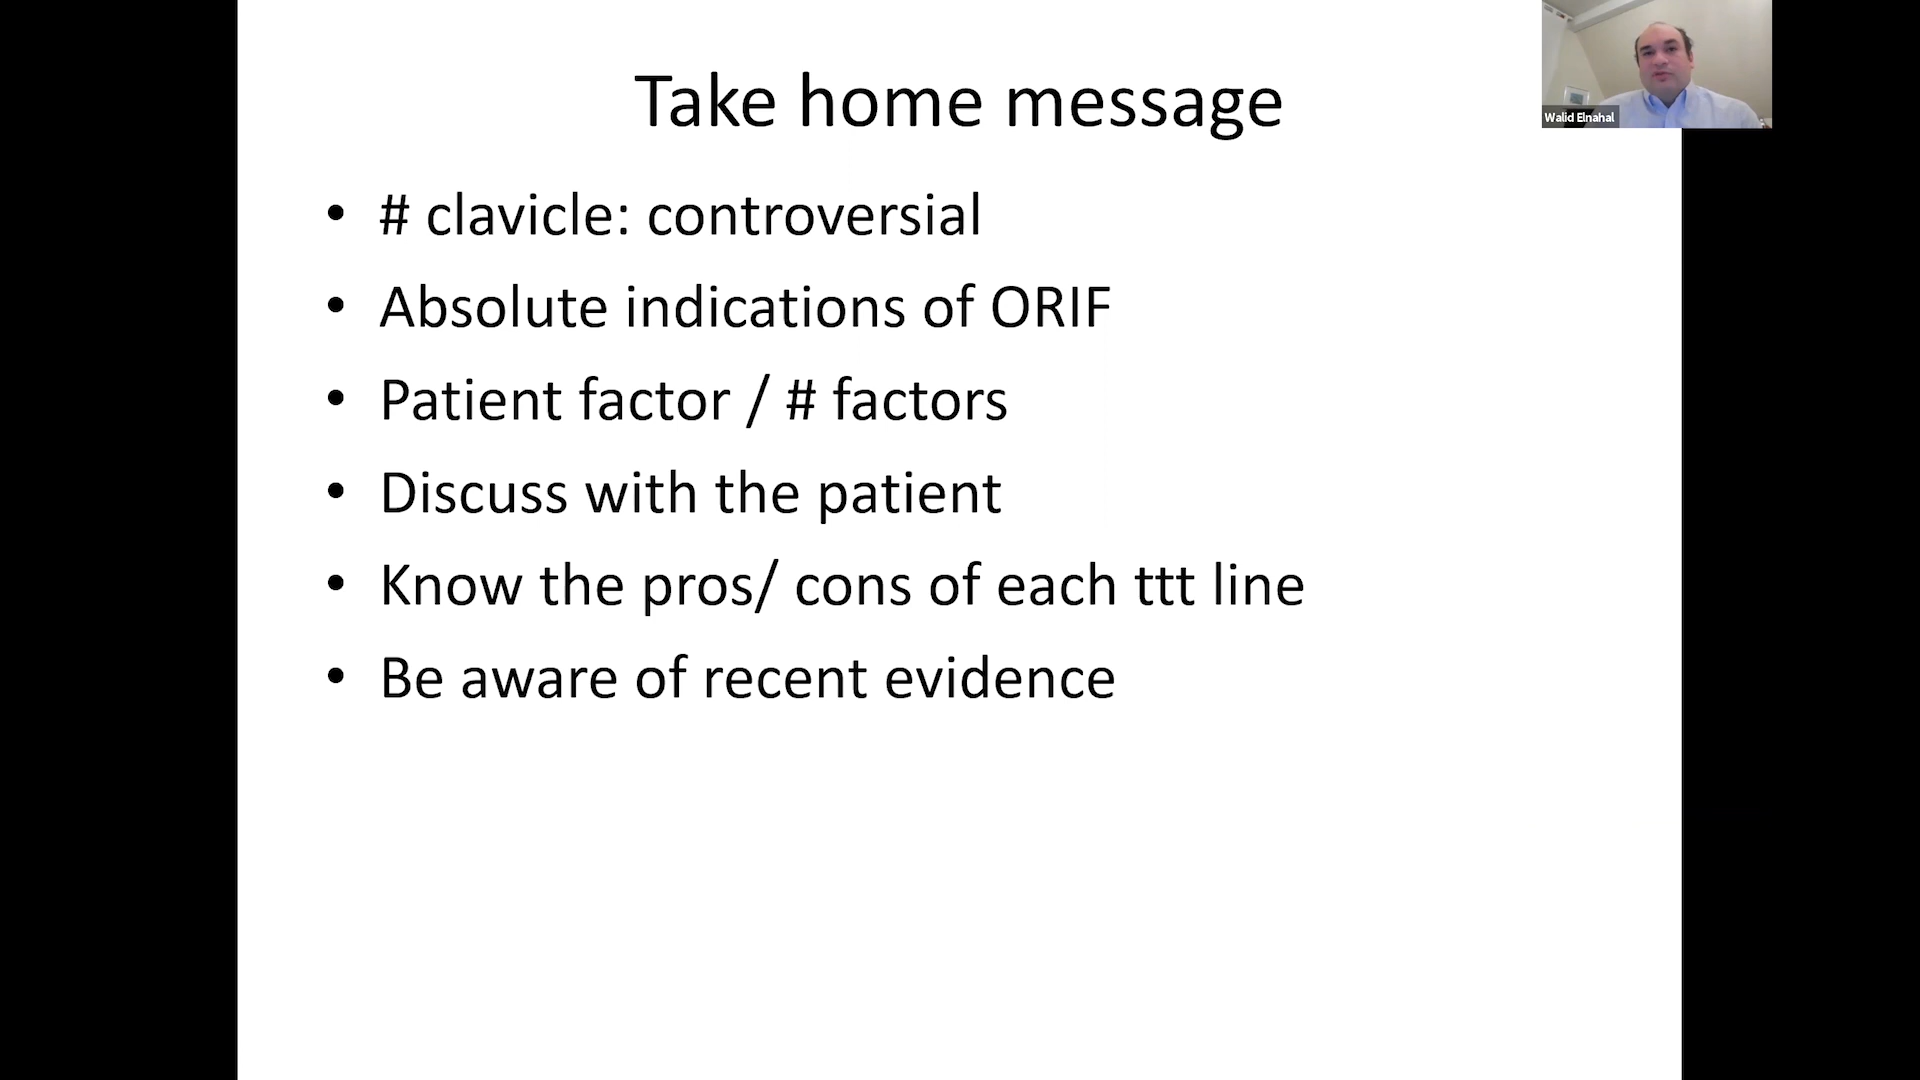 Take home message
Walid Elnahal
• # clavicle: controversial
• Absolute indications of ORIF
• Patient factor / # factors
• Discuss with the patient
• Know the pros/ cons of each ttt line
• Be aware of recent evidence